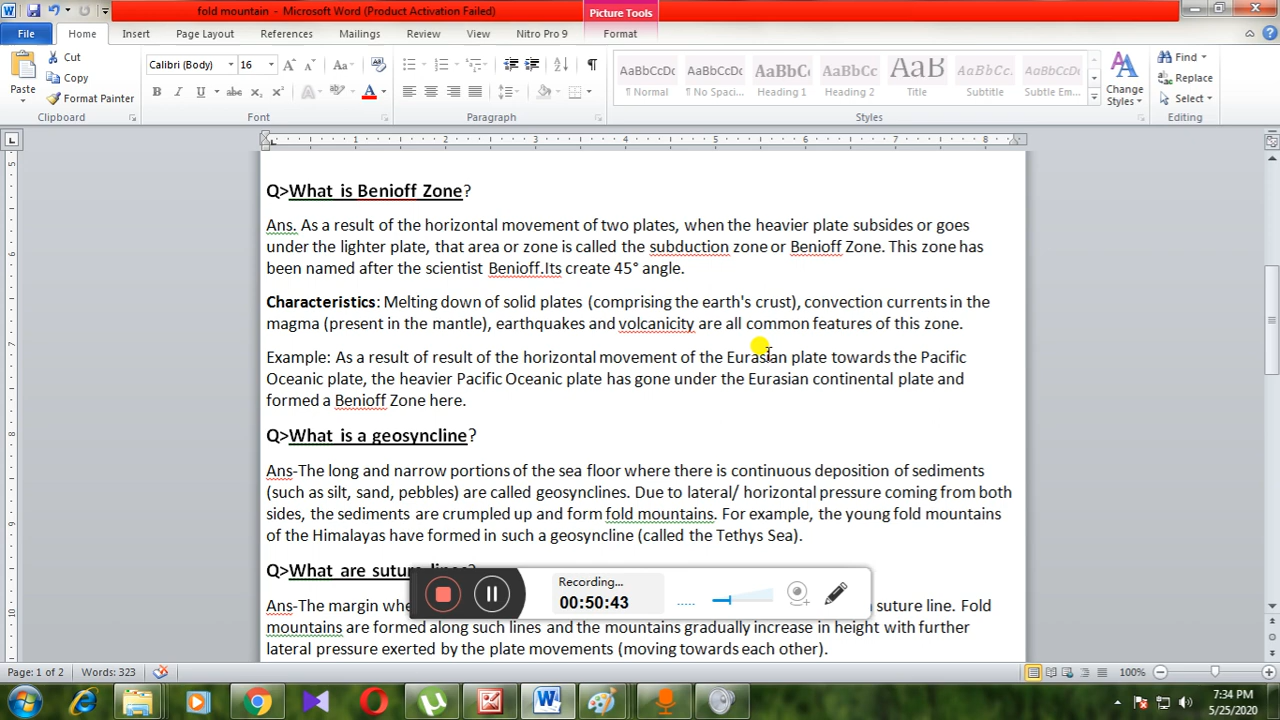 fold mountain - Microsoft Word (Product Activation Failed)
Picture Tools
File Home Insert Page Layout References Mailings Review View Nitro Pro 9 Format
Paste
Cut
Copy
Format Painter
Clipboard
Calibri (Body) 16
Font
Paragraph
AaBbCcDc AaBbCcDc AaBbCc AaBbCc AaB AaBbCcL AaBbCcDc
¶ Normal ¶ No Spaci... Heading 1 Heading 2 Title Subtitle Subtle Em...
Change Styles
Styles
Find
Replace
Select
Editing
1 2 3 4 5 6 7 8
Q>What is Benioff Zone?
Ans. As a result of the horizontal movement of two plates, when the heavier plate subsides or goes
under the lighter plate, that area or zone is called the subduction zone or Benioff Zone. This zone has
been named after the scientist Benioff.Its create 45° angle.
Characteristics: Melting down of solid plates (comprising the earth's crust), convection currents in the
magma (present in the mantle), earthquakes and volcanicity are all common features of this zone.
Example: As a result of result of the horizontal movement of the Eurasian plate towards the Pacific
Oceanic plate, the heavier Pacific Oceanic plate has gone under the Eurasian continental plate and
formed a Benioff Zone here.
Q>What is a geosyncline?
Ans-The long and narrow portions of the sea floor where there is continuous deposition of sediments
(such as silt, sand, pebbles) are called geosynclines. Due to lateral/ horizontal pressure coming from both
sides, the sediments are crumpled up and form fold mountains. For example, the young fold mountains
of the Himalayas have formed in such a geosyncline (called the Tethys Sea).
Q>What are suture lines?
Recording...
00:50:43
Ans-The margin whe suture line. Fold
mountains are formed along such lines and the mountains gradually increase in height with further
lateral pressure exerted by the plate movements (moving towards each other).
Page: 1 of 2 Words: 323 100%
7:34 PM
5/25/2020